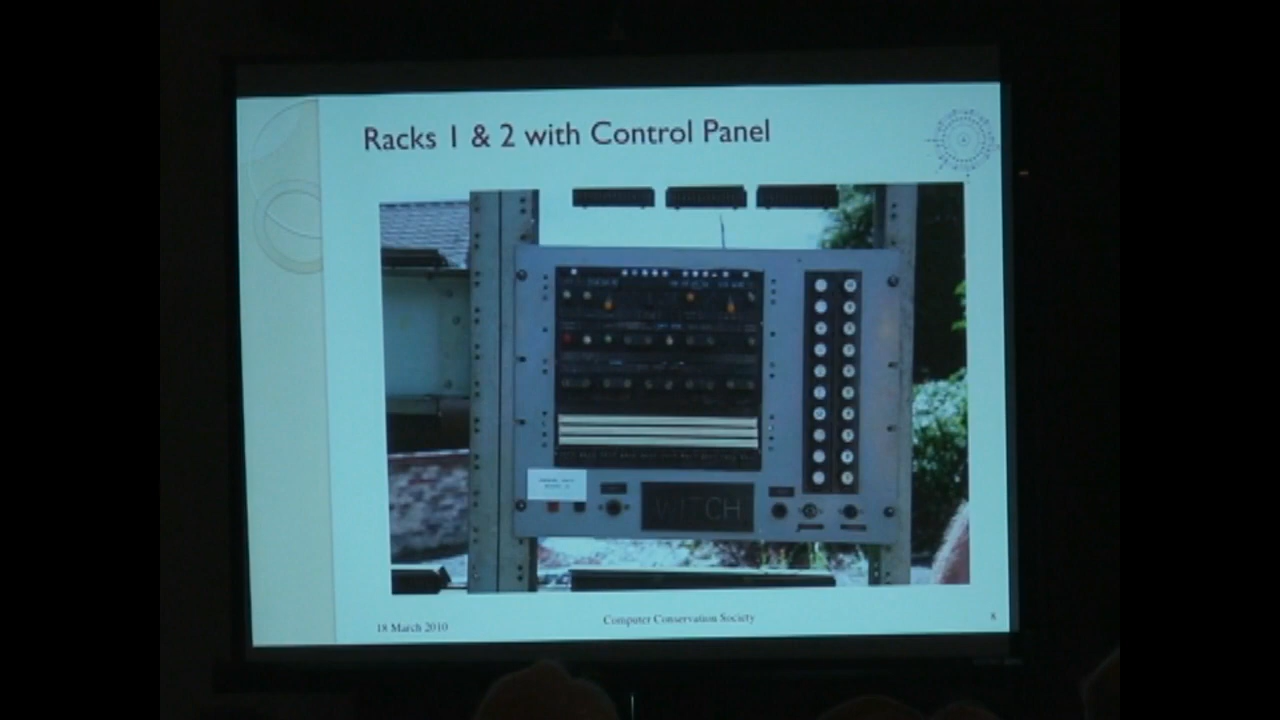 Racks 1 & 2 with Control Panel
WITCH
18 March 2010
Computer Conservation Society
8